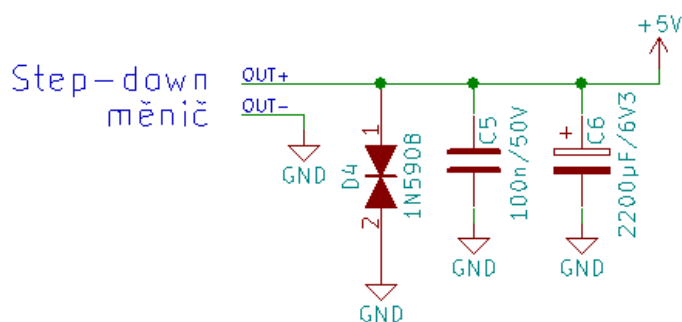 +5V
Step-down
měnič
OUT+
OUT-
GND
1
2
D4
1N5908
GND
C5
100n/50V
GND
+
C6
2200µF/6V3
GND